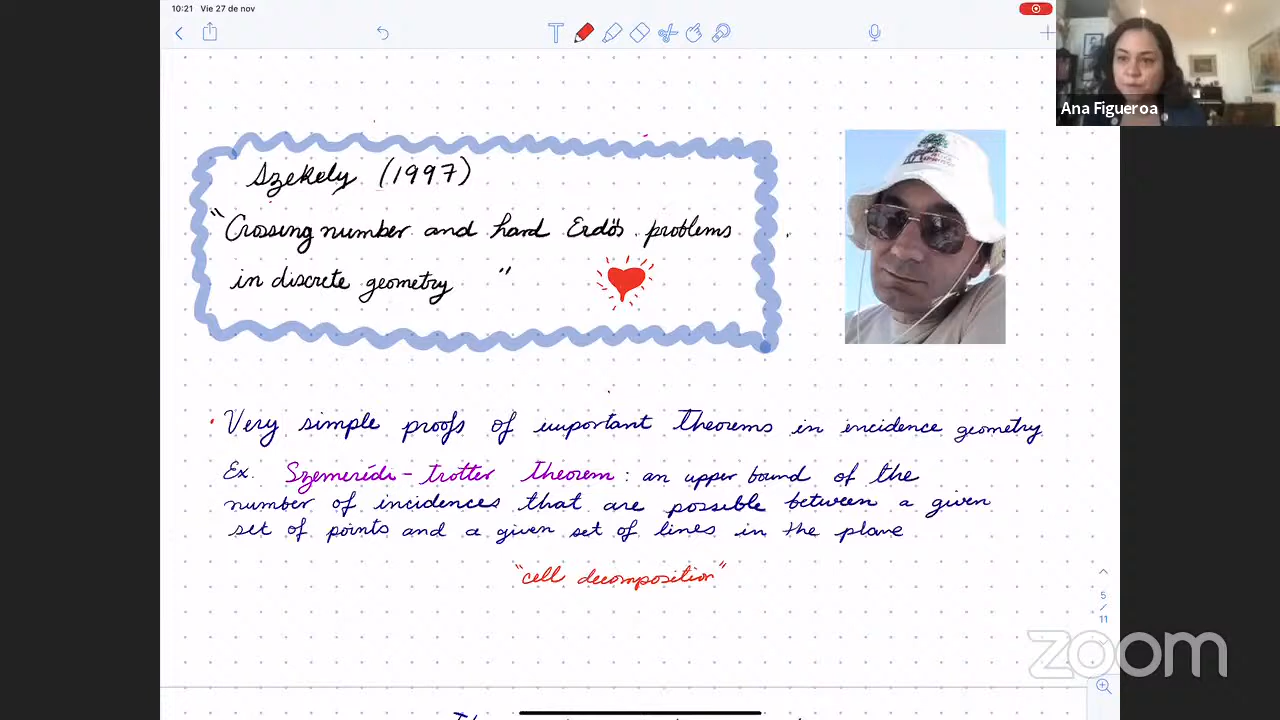 10:21 Vie 27 de nov
Ana Figueroa
Szekely (1997)
"Crossing number and hard Erdös problems
in discrete geometry "
• Very simple proofs of important theorems in incidence geometry.
Ex. Szemerédi - trotter theorem : an upper bound of the
number of incidences that are possible between a given
set of points and a given set of lines in the plane
"cell decomposition"
5
/
11
zoom